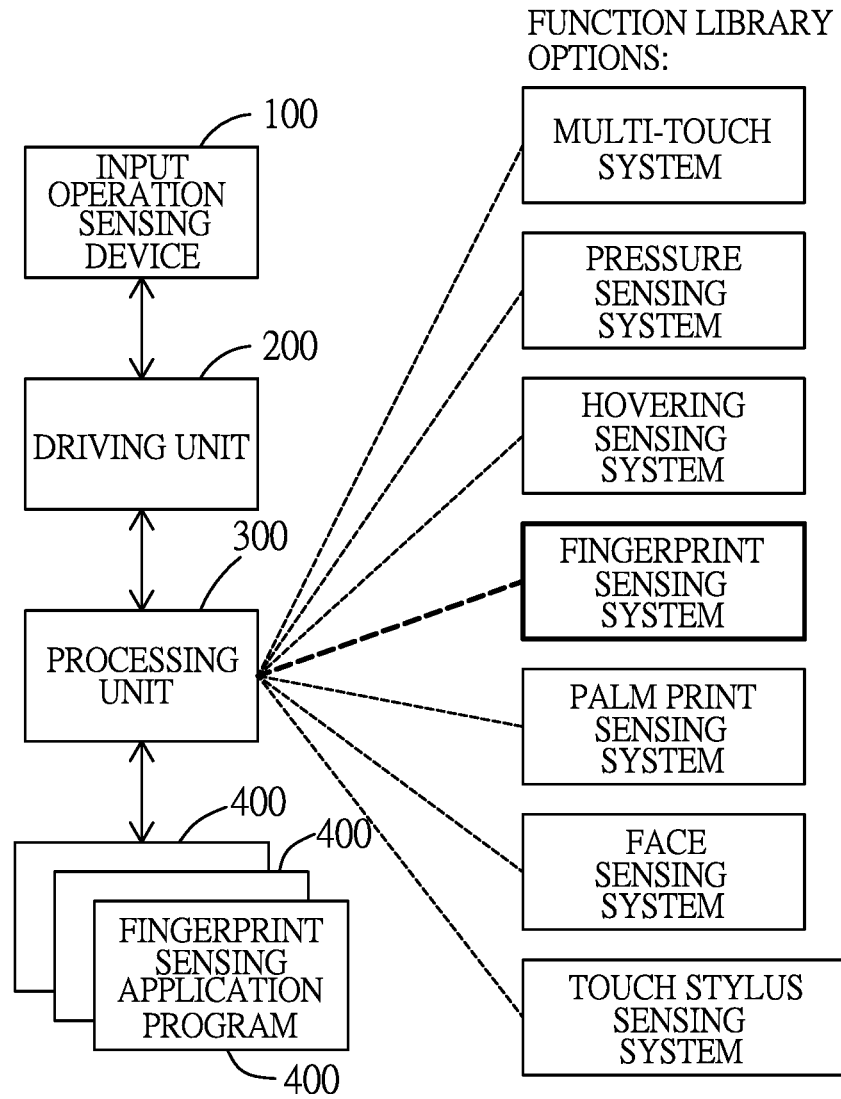 100
INPUT
OPERATION
SENSING
DEVICE
200
DRIVING UNIT
300
PROCESSING
UNIT
400
400
FINGERPRINT
SENSING
APPLICATION
PROGRAM
400
FUNCTION LIBRARY
OPTIONS:
MULTI-TOUCH
SYSTEM
PRESSURE
SENSING
SYSTEM
HOVERING
SENSING
SYSTEM
FINGERPRINT
SENSING
SYSTEM
PALM PRINT
SENSING
SYSTEM
FACE
SENSING
SYSTEM
TOUCH STYLUS
SENSING
SYSTEM